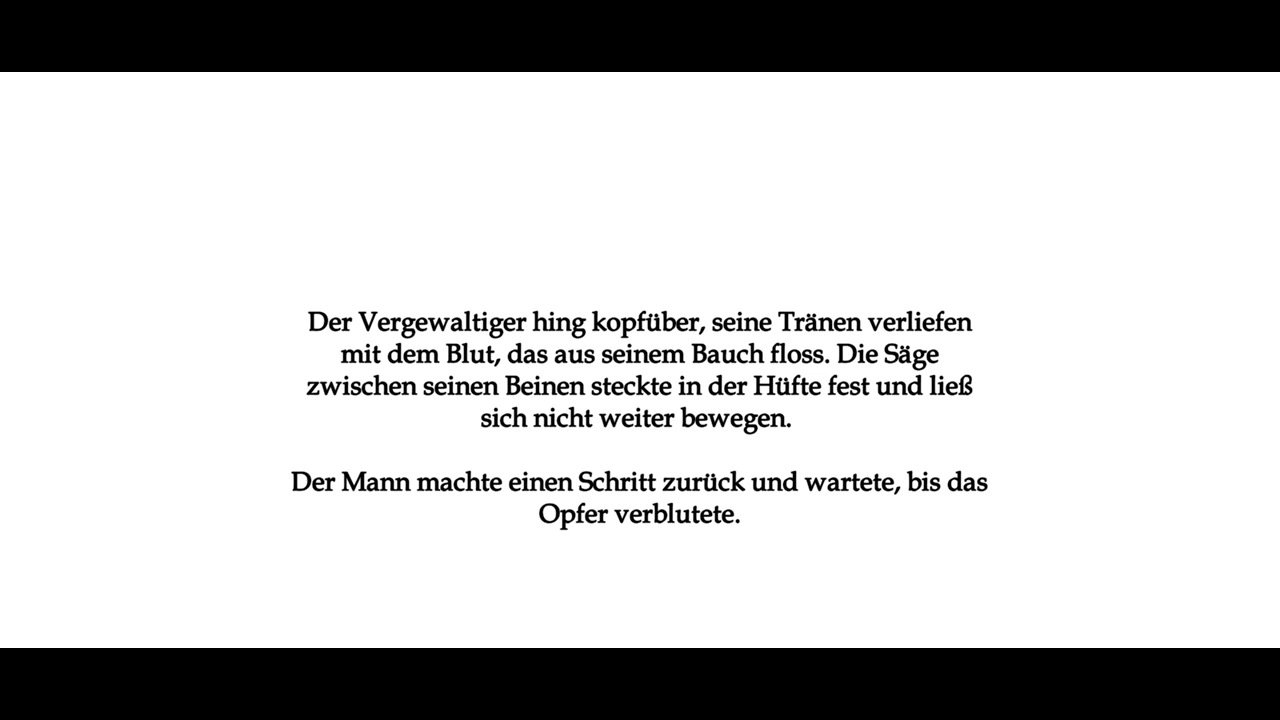 Der Vergewaltiger hing kopfüber, seine Tränen verliefen
mit dem Blut, das aus seinem Bauch floss. Die Säge
zwischen seinen Beinen steckte in der Hüfte fest und ließ
sich nicht weiter bewegen.
Der Mann machte einen Schritt zurück und wartete, bis das
Opfer verblutete.